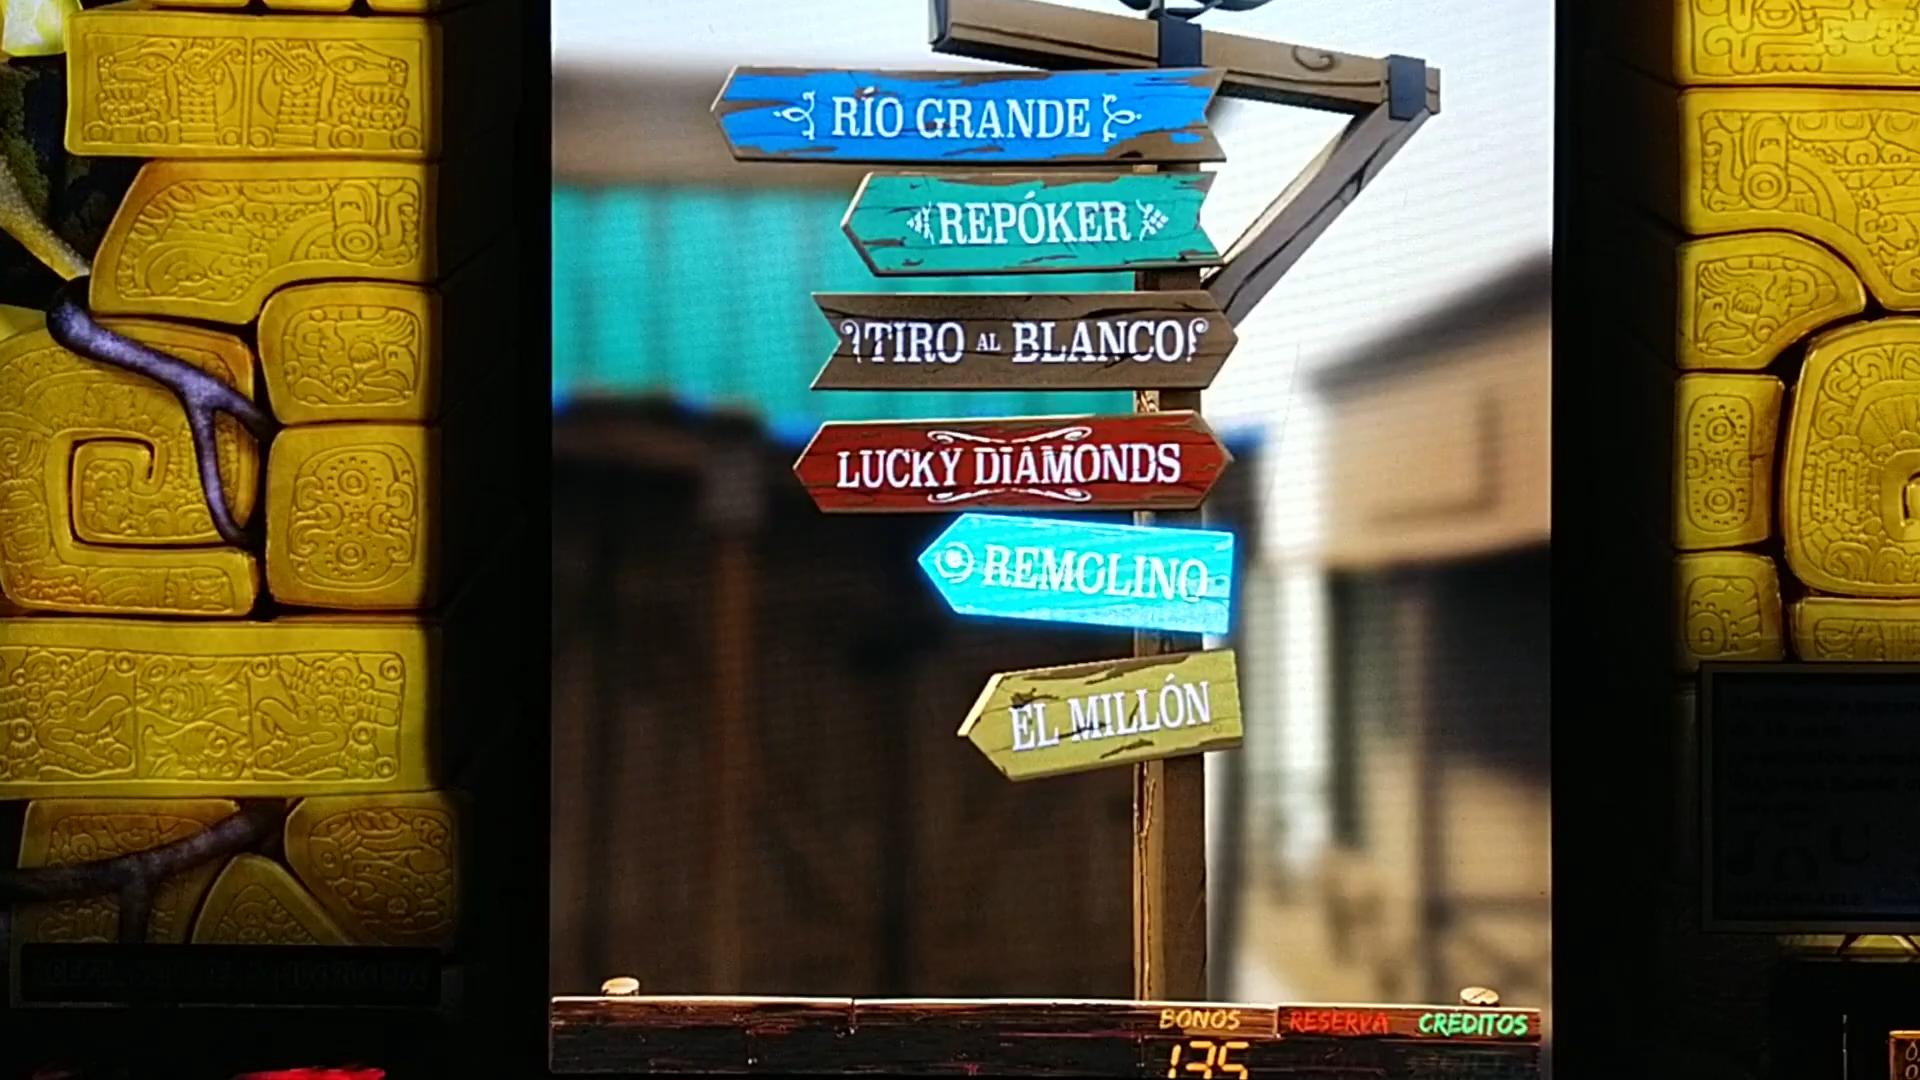 RÍO GRANDE
REPÓKER
TIRO AL BLANCO
LUCKY DIAMONDS
REMOLINO
EL MILLÓN
BONOS RESERVA CRÉDITOS
135